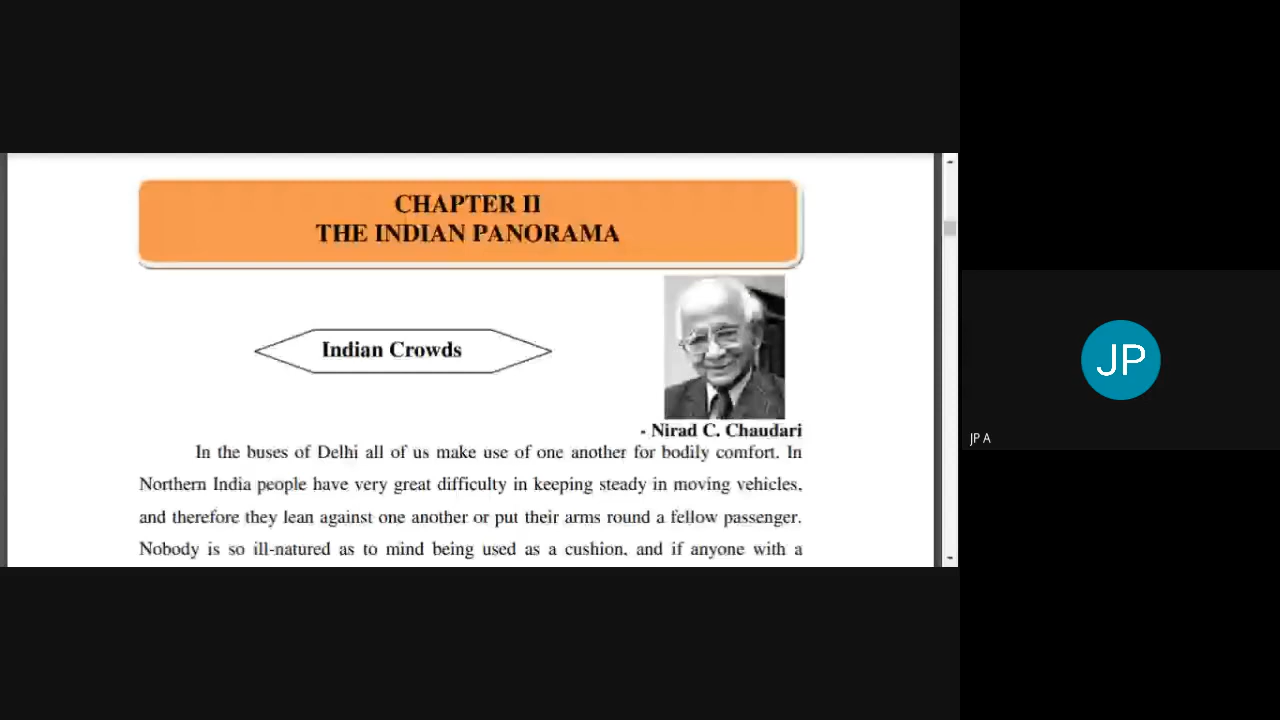 CHAPTER II
THE INDIAN PANORAMA
Indian Crowds
- Nirad C. Chaudari
In the buses of Delhi all of us make use of one another for bodily comfort. In
Northern India people have very great difficulty in keeping steady in moving vehicles,
and therefore they lean against one another or put their arms round a fellow passenger.
Nobody is so ill-natured as to mind being used as a cushion, and if anyone with a
JP
JP A